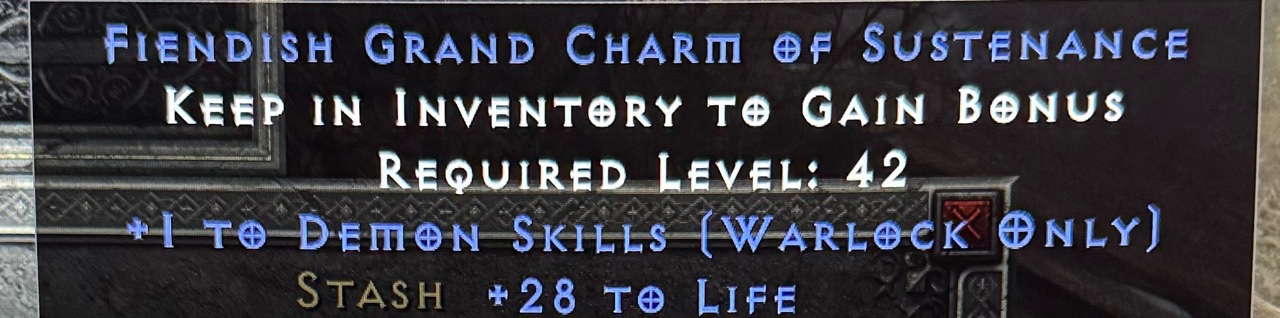 Fiendish Grand Charm of Sustenance
Keep in Inventory to Gain Bonus
Required Level: 42
+1 to Demon Skills (Warlock Only)
Stash +28 to Life